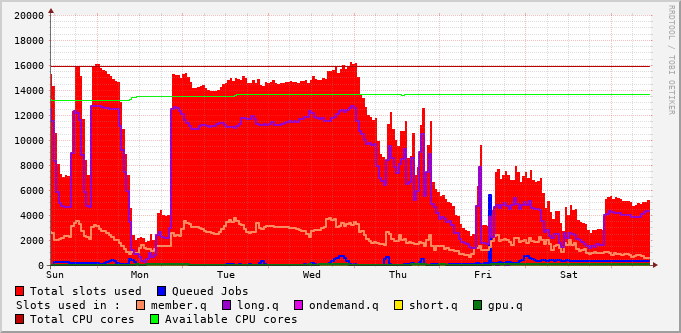 20000
18000
16000
14000
12000
10000
8000
6000
4000
2000
0
Sun Mon Tue Wed Thu Fri Sat
RRDTOOL / TOBI OETIKER
Total slots used Queued Jobs
Slots used in : member.q long.q ondemand.q short.q gpu.q
Total CPU cores Available CPU cores